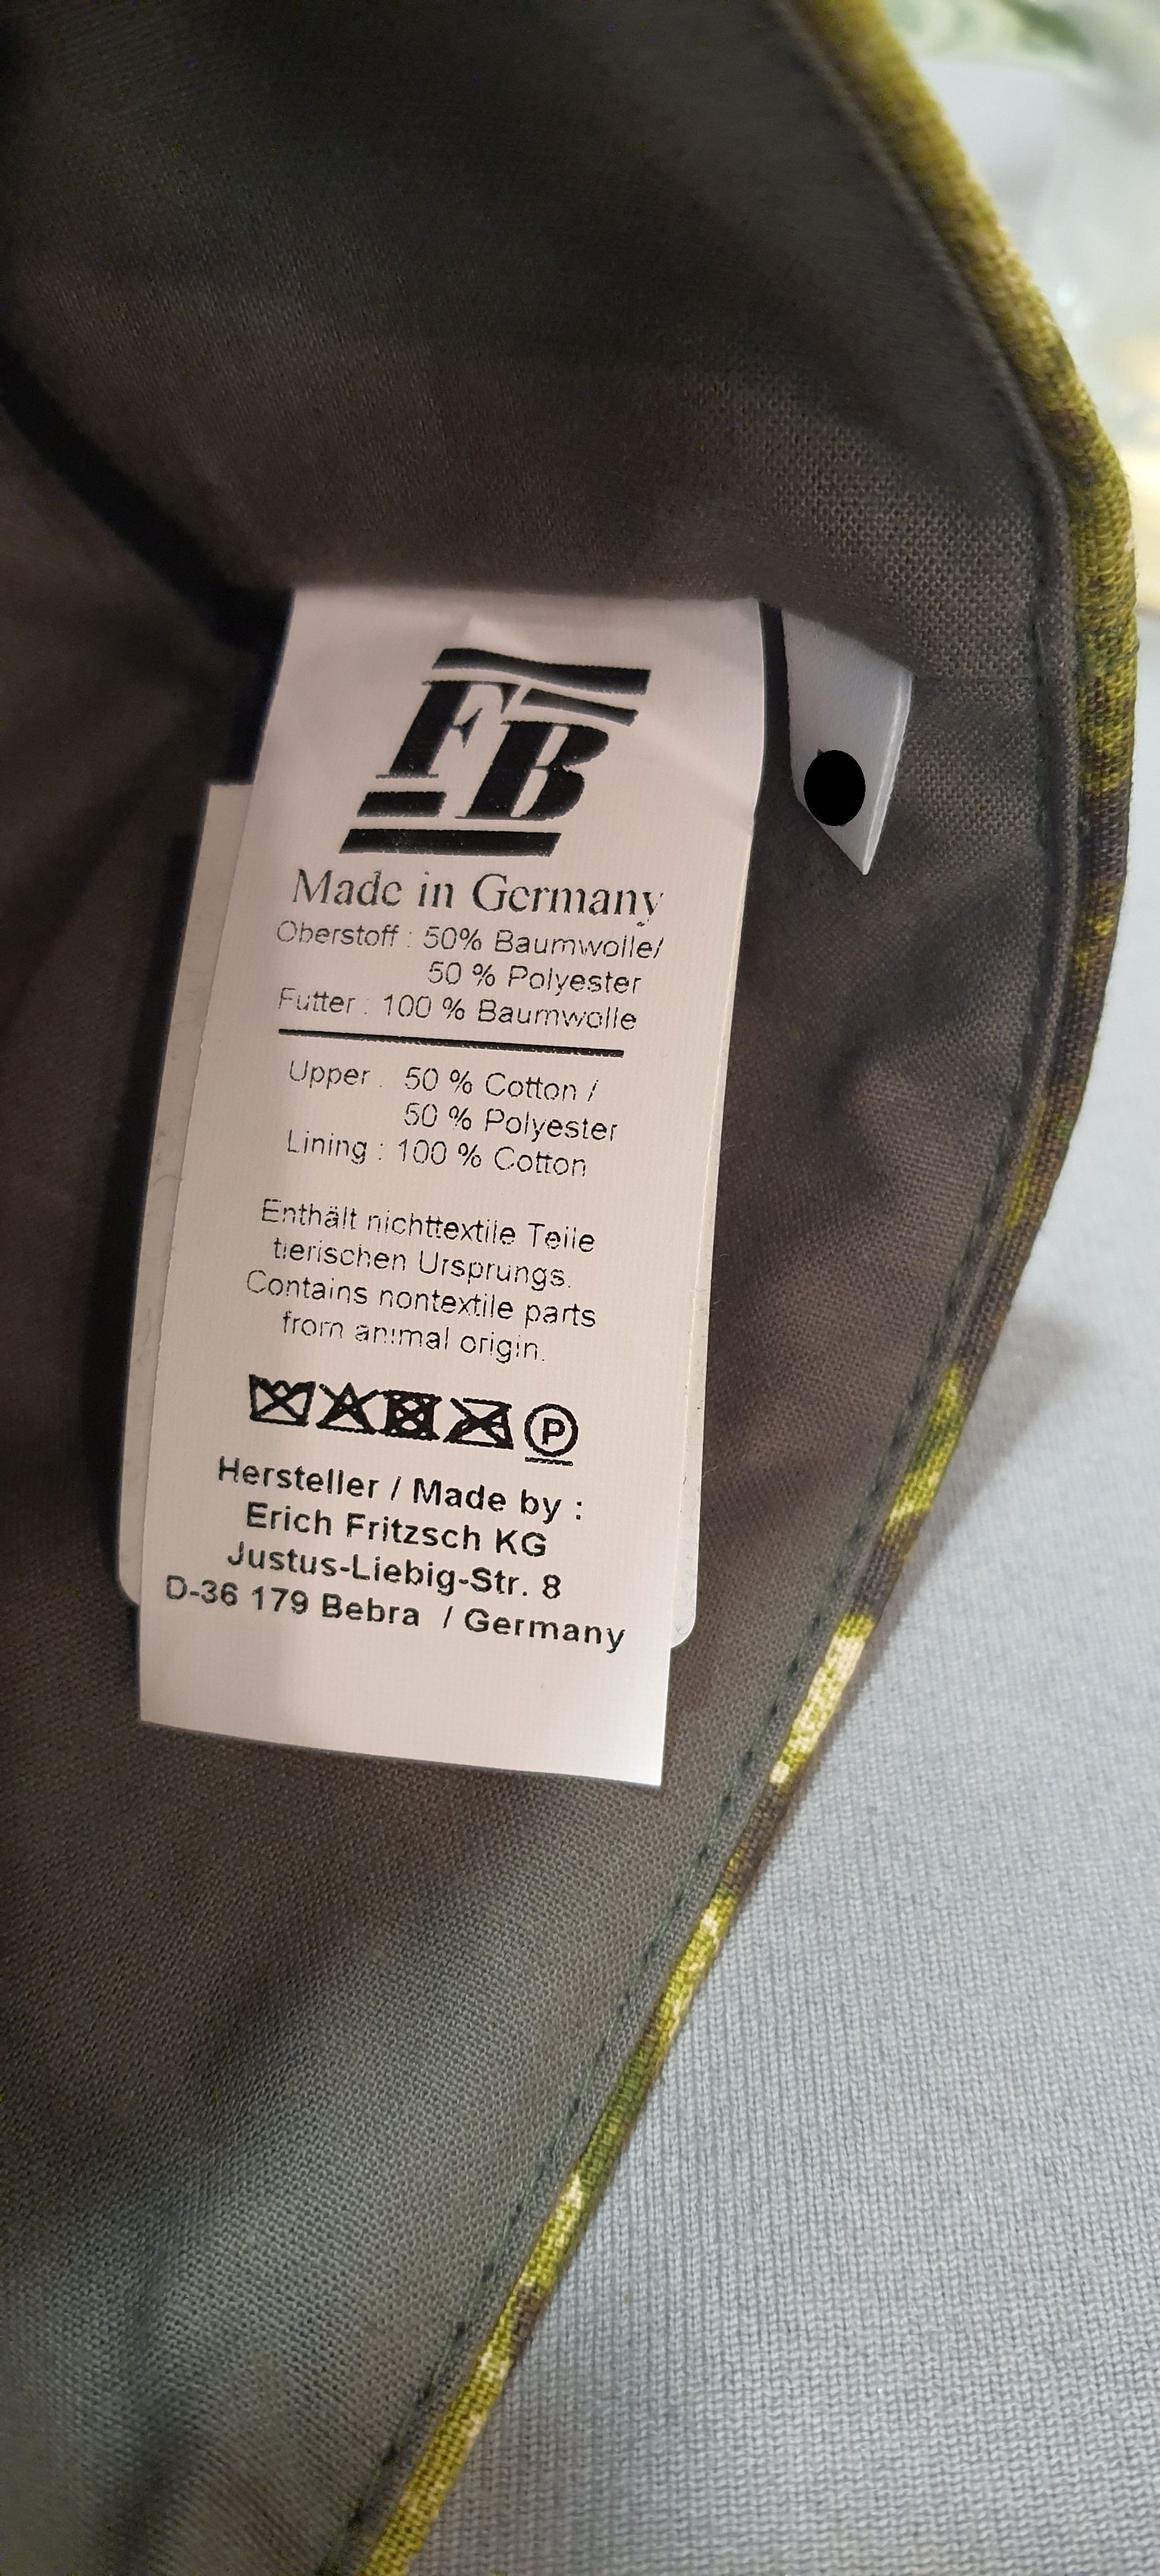 FB
Made in Germany
Oberstoff : 50% Baumwolle/
50 % Polyester
Futter : 100 % Baumwolle
Upper : 50 % Cotton /
50 % Polyester
Lining : 100 % Cotton
Enthält nichttextile Teile
tierischen Ursprungs.
Contains nontextile parts
from animal origin.
P
Hersteller / Made by :
Erich Fritzsch KG
Justus-Liebig-Str. 8
D-36 179 Bebra / Germany